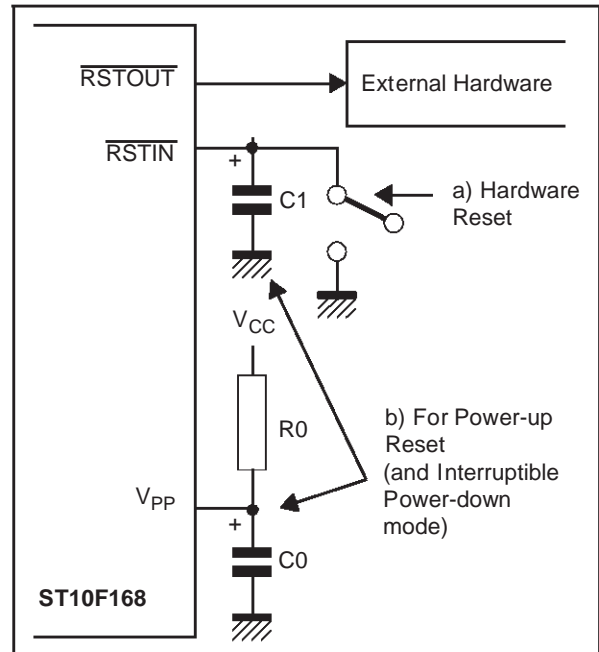 RSTOUT
External Hardware
RSTIN
+
C1
a) Hardware
Reset
VCC
R0
b) For Power-up
Reset
(and Interruptible
Power-down
mode)
VPP
+
C0
ST10F168